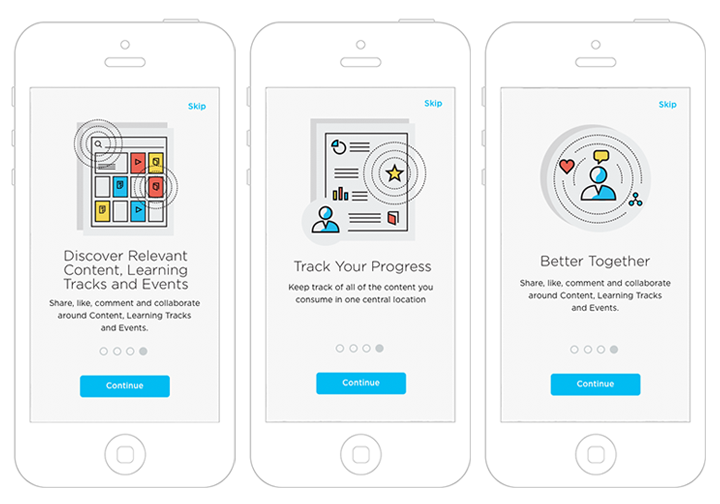 Skip
Discover Relevant
Content, Learning
Tracks and Events
Share, like, comment and collaborate
around Content, Learning Tracks
and Events.
Continue
Skip
Track Your Progress
Keep track of all of the content you
consume in one central location
Continue
Skip
Better Together
Share, like, comment and collaborate
around Content, Learning Tracks
and Events.
Continue